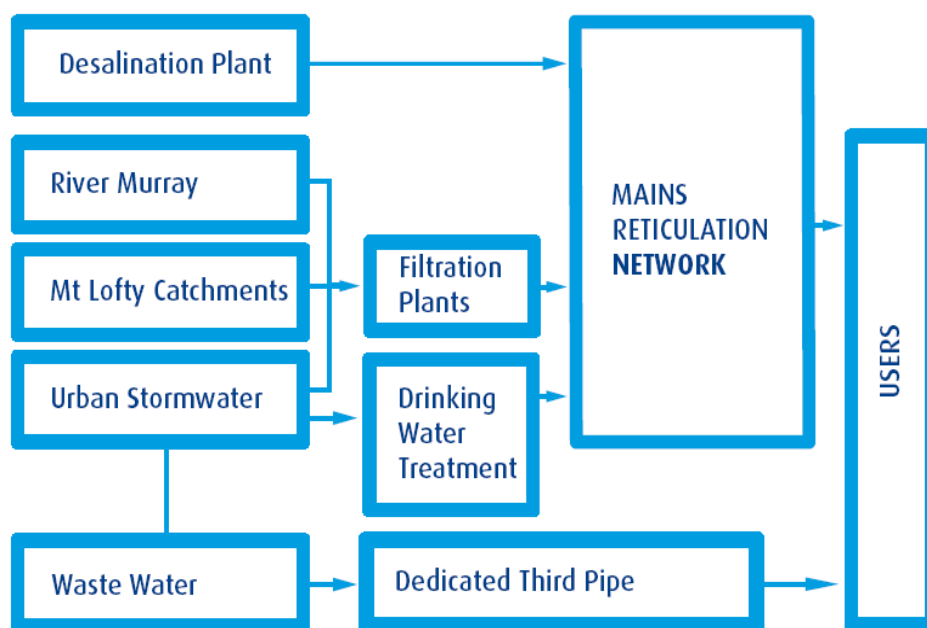 Desalination Plant
River Murray
Mt Lofty Catchments
Urban Stormwater
Waste Water
Filtration
Plants
Drinking
Water
Treatment
Dedicated Third Pipe
MAINS
RETICULATION
NETWORK
USERS